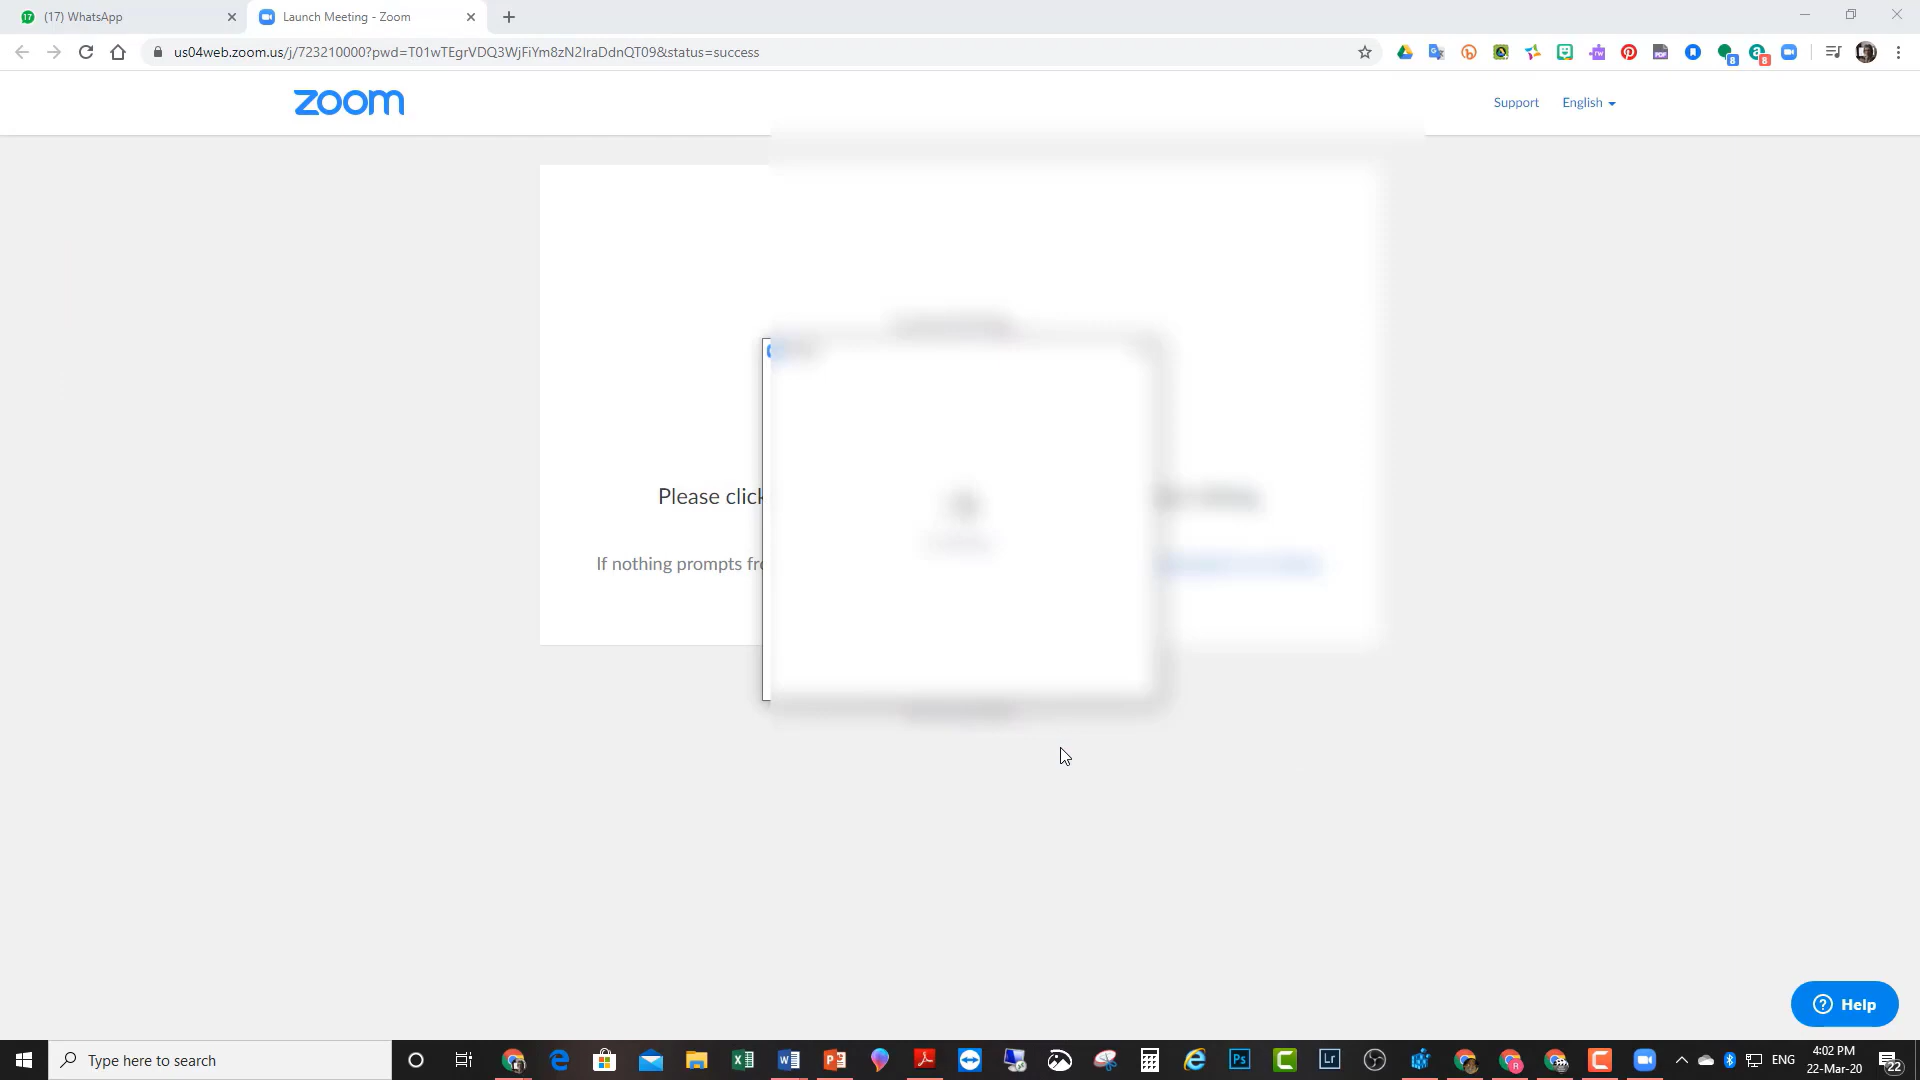 (17) WhatsApp
Launch Meeting - Zoom
us04web.zoom.us/j/723210000?pwd=T01wTEgrVDQ3WjFiYm8zN2IraDdnQT09&status=success
zoom
Support
English
Please click
If nothing prompts
Help
Type here to search
ENG
4:02 PM
22-Mar-20
22